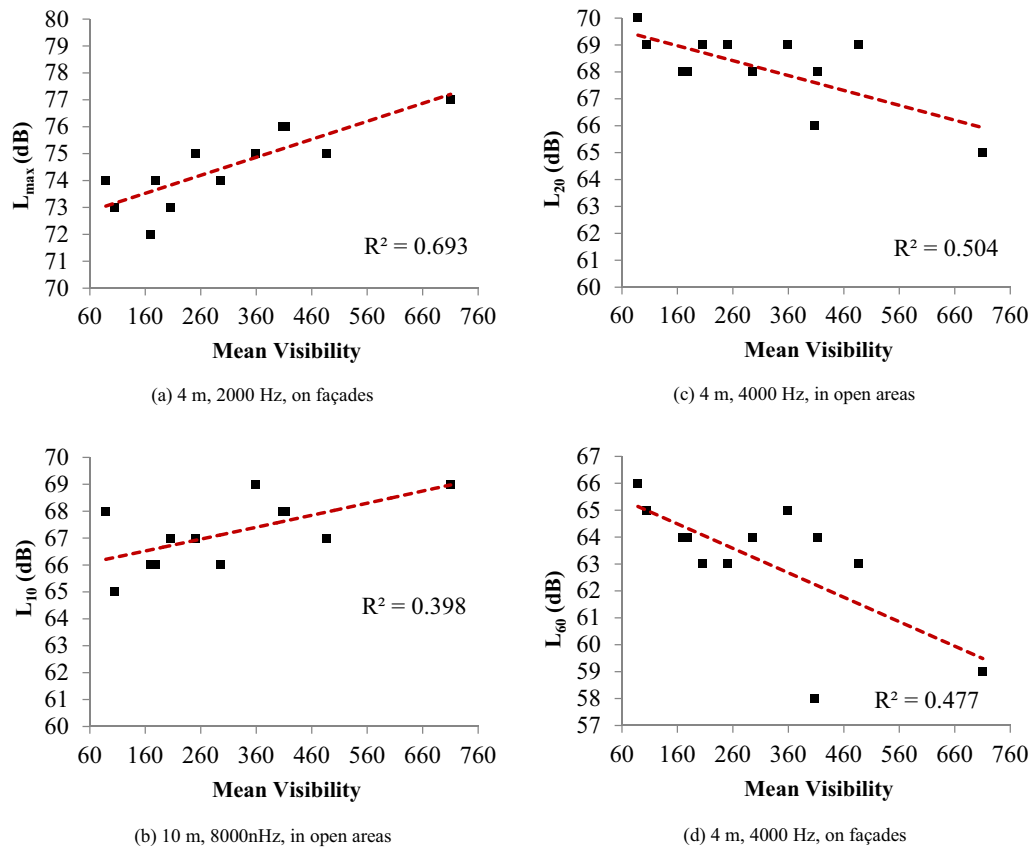 80
79
78
77
76
75
74
73
72
71
70
L_max (dB)
R² = 0.693
60 160 260 360 460 560 660 760
Mean Visibility
(a) 4 m, 2000 Hz, on façades
70
69
68
67
66
65
64
63
62
61
60
L_20 (dB)
R² = 0.504
60 160 260 360 460 560 660 760
Mean Visibility
(c) 4 m, 4000 Hz, in open areas
70
69
68
67
66
65
64
63
62
61
60
L_10 (dB)
R² = 0.398
60 160 260 360 460 560 660 760
Mean Visibility
(b) 10 m, 8000nHz, in open areas
67
66
65
64
63
62
61
60
59
58
57
L_60 (dB)
R² = 0.477
60 160 260 360 460 560 660 760
Mean Visibility
(d) 4 m, 4000 Hz, on façades